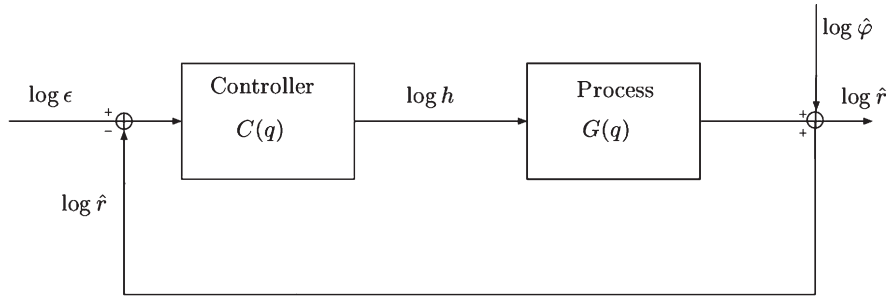 log φ̂
log ϵ
+
−
Controller
C(q)
log h
Process
G(q)
+
+
log r̂
log r̂